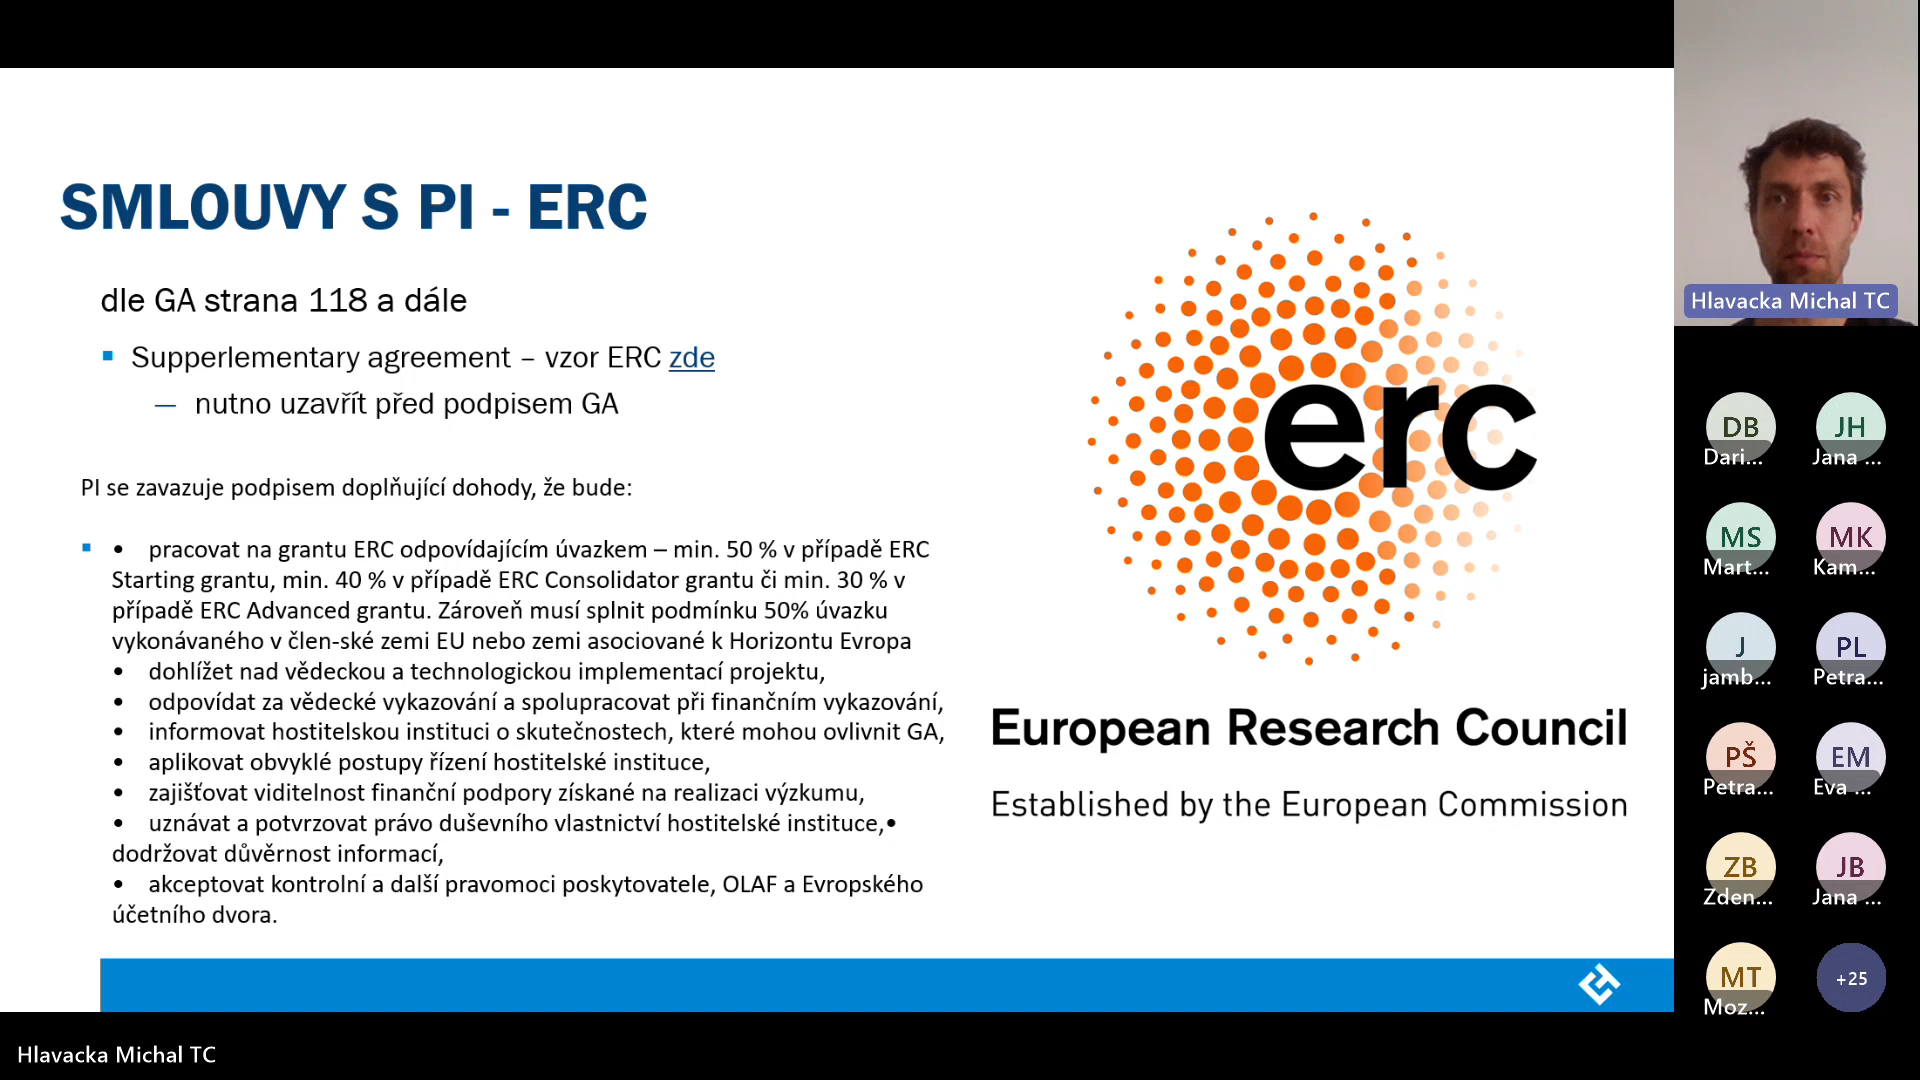 SMLOUVY S PI - ERC
dle GA strana 118 a dále
▪ Supperlementary agreement – vzor ERC zde
— nutno uzavřít před podpisem GA
PI se zavazuje podpisem doplňující dohody, že bude:
▪ • pracovat na grantu ERC odpovídajícím úvazkem – min. 50 % v případě ERC
Starting grantu, min. 40 % v případě ERC Consolidator grantu či min. 30 % v
případě ERC Advanced grantu. Zároveň musí splnit podmínku 50% úvazku
vykonávaného v člen-ské zemi EU nebo zemi asociované k Horizontu Evropa
• dohlížet nad vědeckou a technologickou implementací projektu,
• odpovídat za vědecké vykazování a spolupracovat při finančním vykazování,
• informovat hostitelskou instituci o skutečnostech, které mohou ovlivnit GA,
• aplikovat obvyklé postupy řízení hostitelské instituce,
• zajišťovat viditelnost finanční podpory získané na realizaci výzkumu,
• uznávat a potvrzovat právo duševního vlastnictví hostitelské instituce,•
dodržovat důvěrnost informací,
• akceptovat kontrolní a další pravomoci poskytovatele, OLAF a Evropského
účetního dvora.
erc
European Research Council
Established by the European Commission
Hlavacka Michal TC
DB JH
Dari... Jana ...
MS MK
Mart... Kam...
J PL
jamb... Petra...
PŠ EM
Petra... Eva ...
ZB JB
Zden... Jana ...
MT +25
Moz...
Hlavacka Michal TC